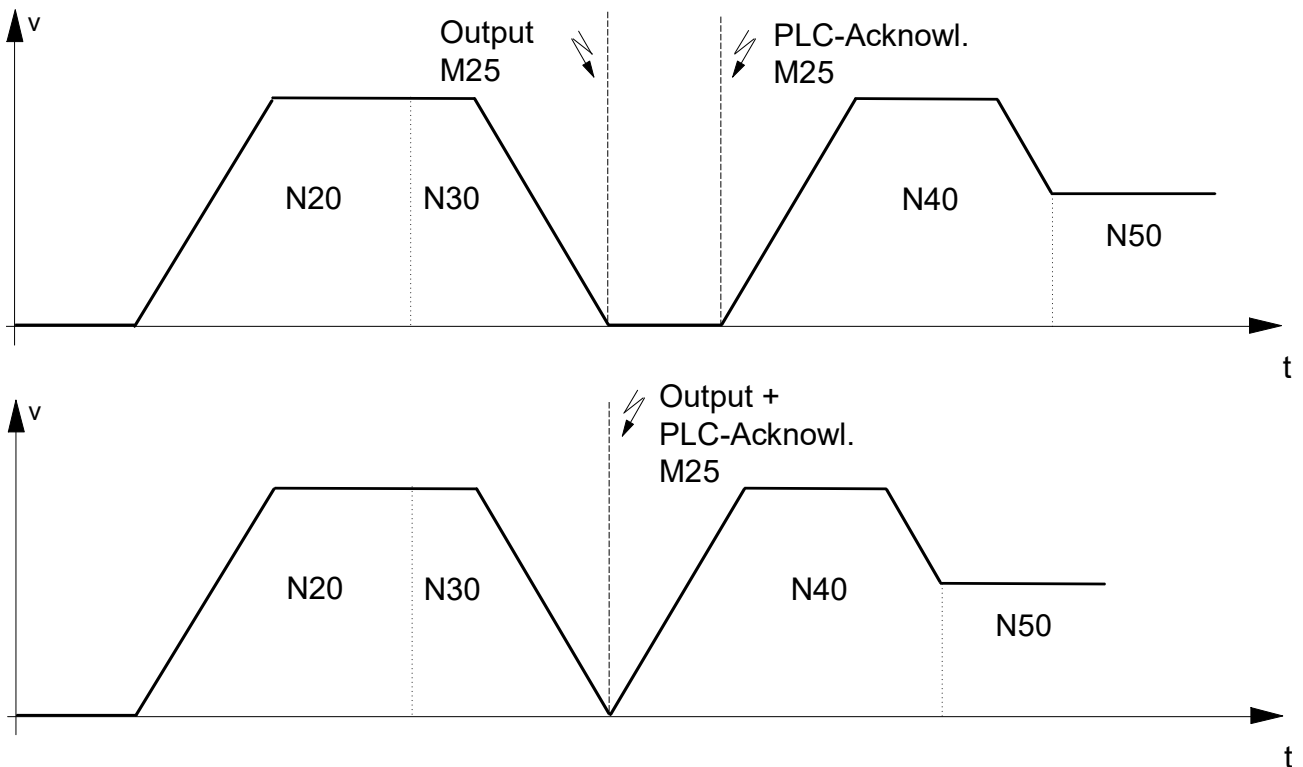 v
Output
M25
PLC-Acknowl.
M25
N20
N30
N40
N50
t
v
Output +
PLC-Acknowl.
M25
N20
N30
N40
N50
t